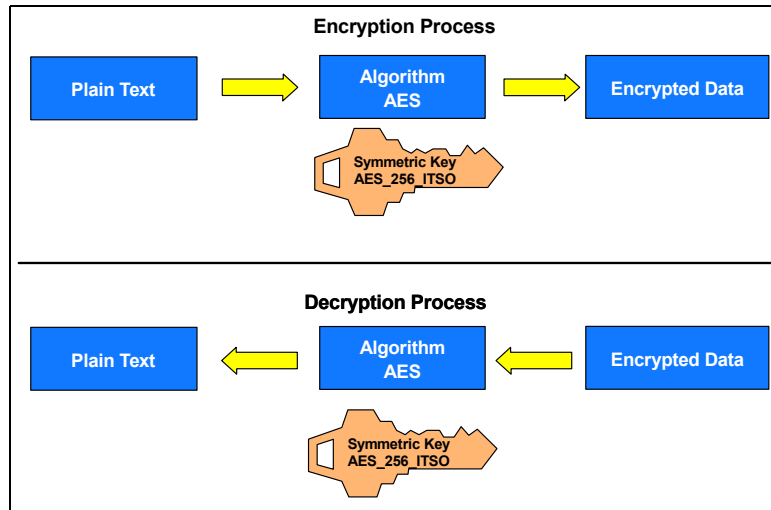 Encryption Process
Plain Text
Algorithm
AES
Encrypted Data
Symmetric Key
AES_256_ITSO
Decryption Process
Plain Text
Algorithm
AES
Encrypted Data
Symmetric Key
AES_256_ITSO